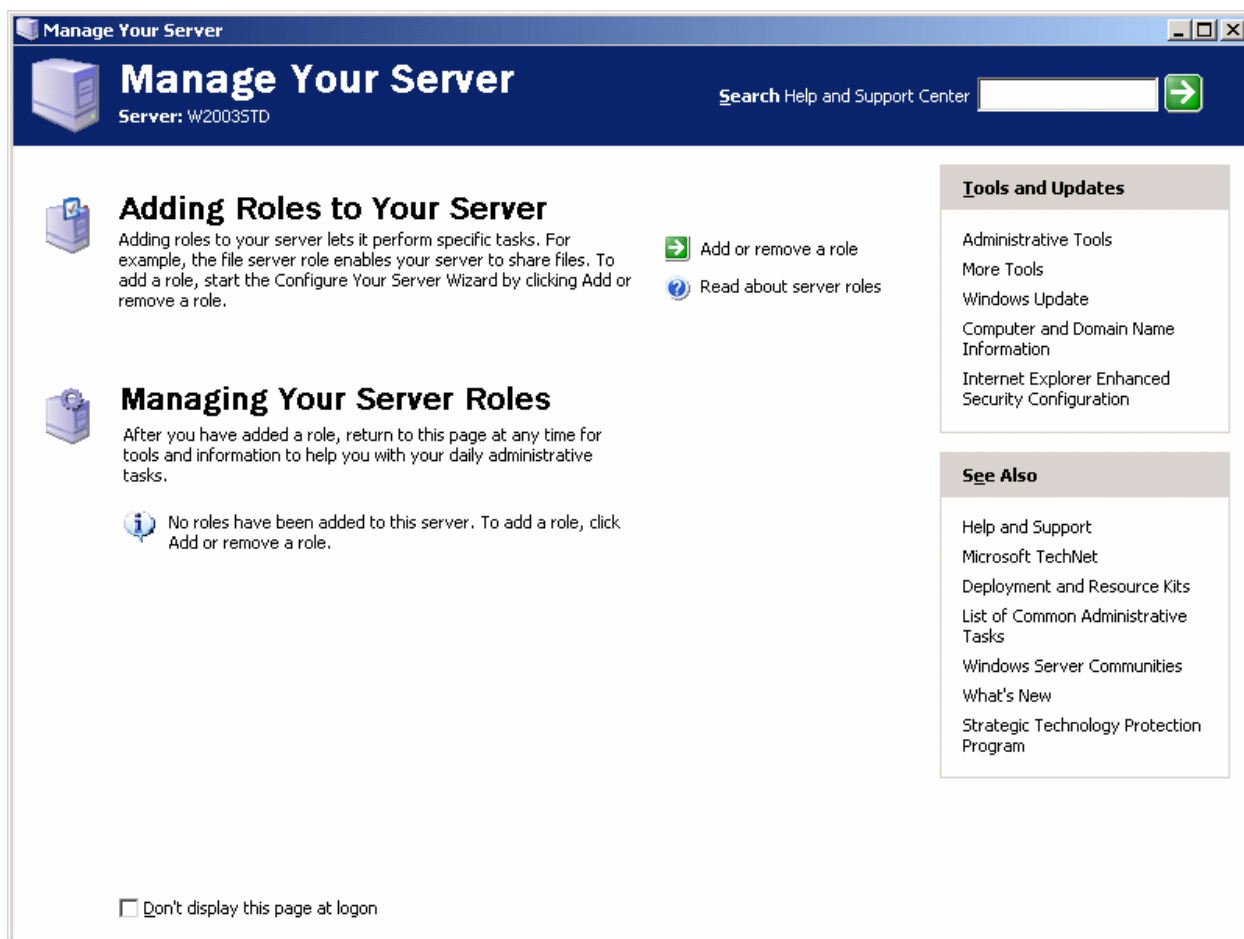 Manage Your Server
Manage Your Server
Server: W2003STD
Search Help and Support Center
Adding Roles to Your Server
Adding roles to your server lets it perform specific tasks. For
example, the file server role enables your server to share files. To
add a role, start the Configure Your Server Wizard by clicking Add or
remove a role.
Add or remove a role
Read about server roles
Managing Your Server Roles
After you have added a role, return to this page at any time for
tools and information to help you with your daily administrative
tasks.
No roles have been added to this server. To add a role, click
Add or remove a role.
Tools and Updates
Administrative Tools
More Tools
Windows Update
Computer and Domain Name
Information
Internet Explorer Enhanced
Security Configuration
See Also
Help and Support
Microsoft TechNet
Deployment and Resource Kits
List of Common Administrative
Tasks
Windows Server Communities
What's New
Strategic Technology Protection
Program
Don't display this page at logon